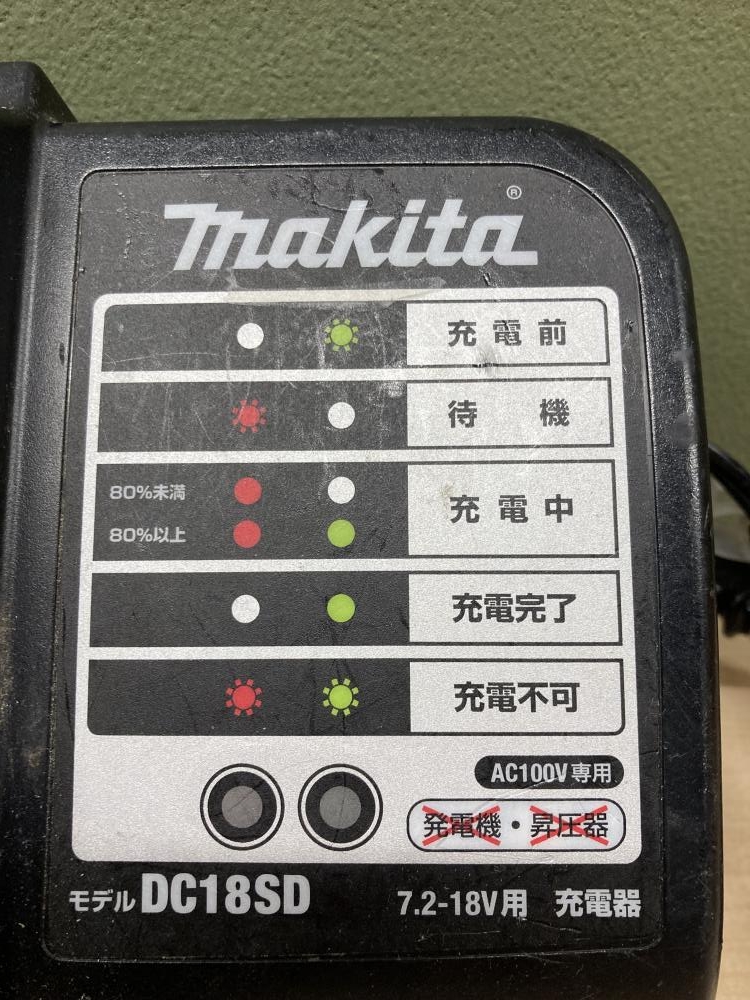 makita®
充電前
待機
80%未満
80%以上
充電中
充電完了
充電不可
AC100V専用
発電機・昇圧器
モデル DC18SD 7.2-18V用 充電器